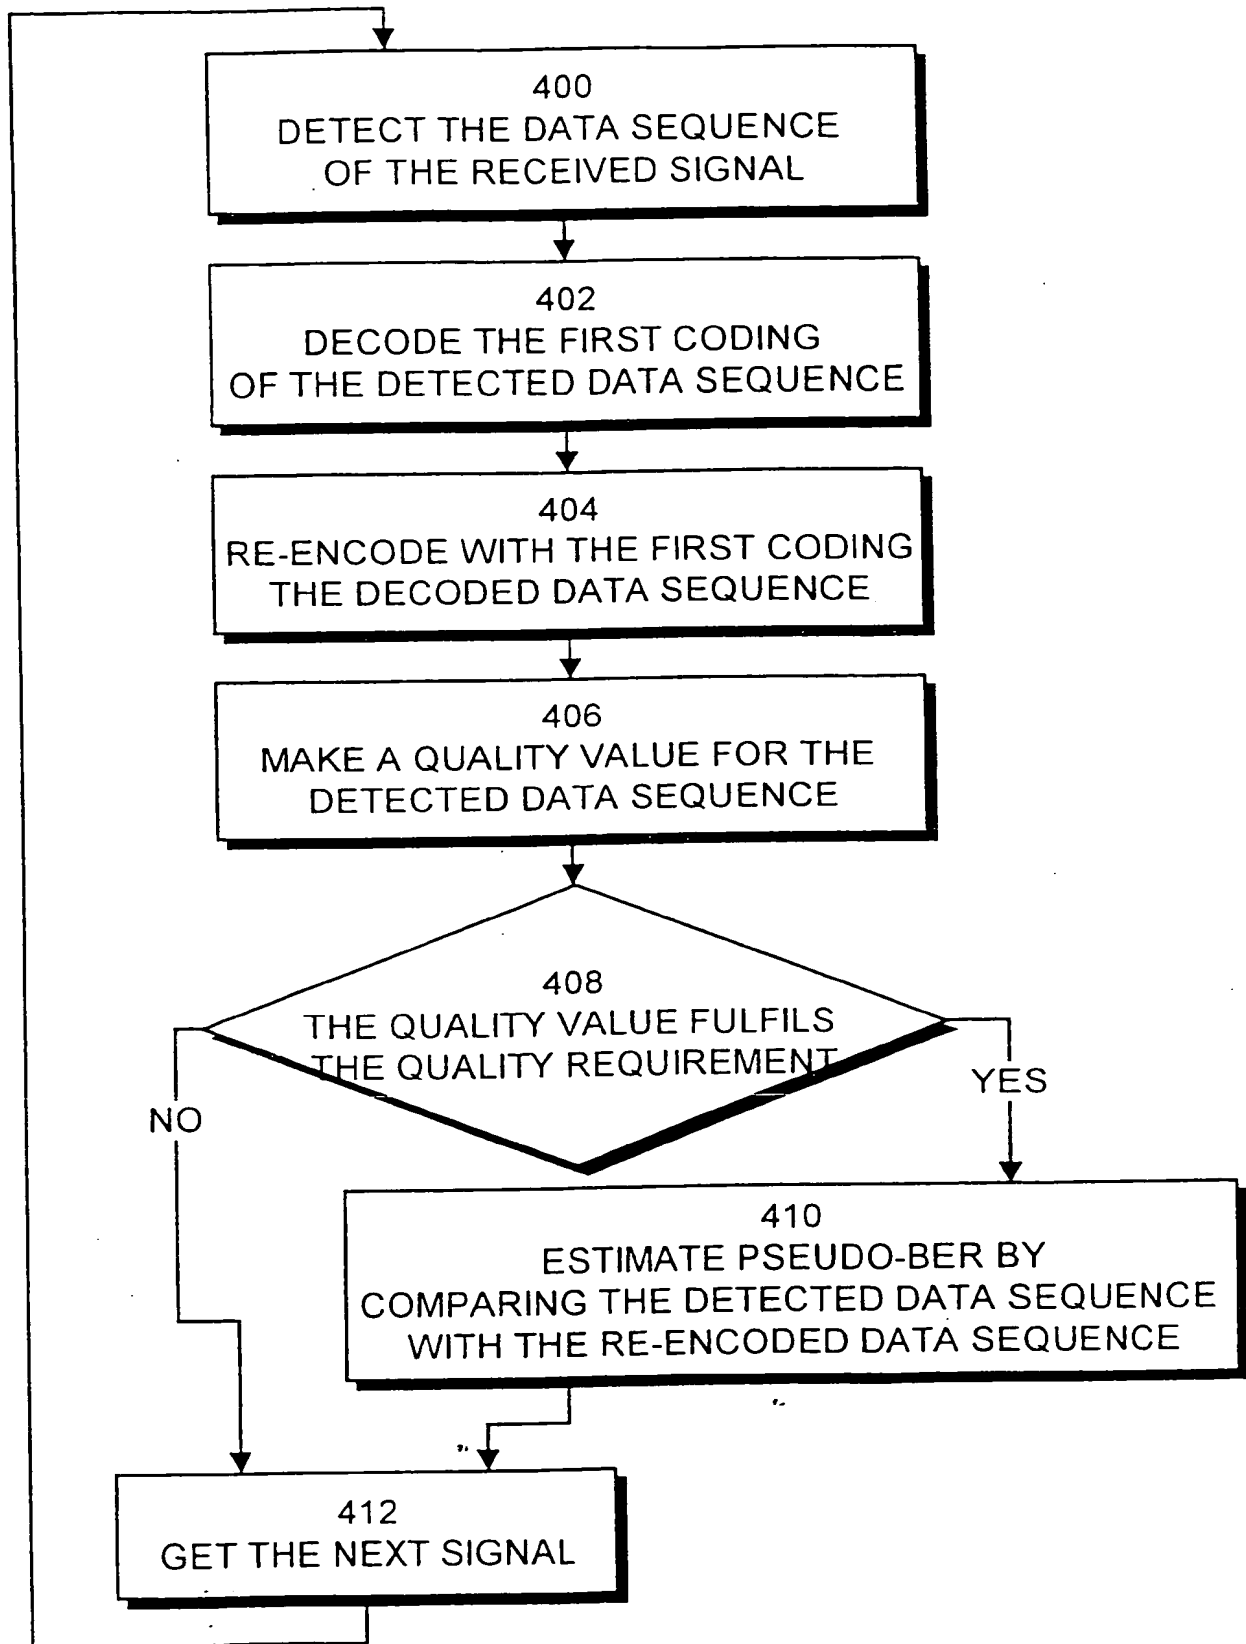 400
DETECT THE DATA SEQUENCE
OF THE RECEIVED SIGNAL
402
DECODE THE FIRST CODING
OF THE DETECTED DATA SEQUENCE
404
RE-ENCODE WITH THE FIRST CODING
THE DECODED DATA SEQUENCE
406
MAKE A QUALITY VALUE FOR THE
DETECTED DATA SEQUENCE
408
THE QUALITY VALUE FULFILS
THE QUALITY REQUIREMENT
NO
YES
410
ESTIMATE PSEUDO-BER BY
COMPARING THE DETECTED DATA SEQUENCE
WITH THE RE-ENCODED DATA SEQUENCE
412
GET THE NEXT SIGNAL